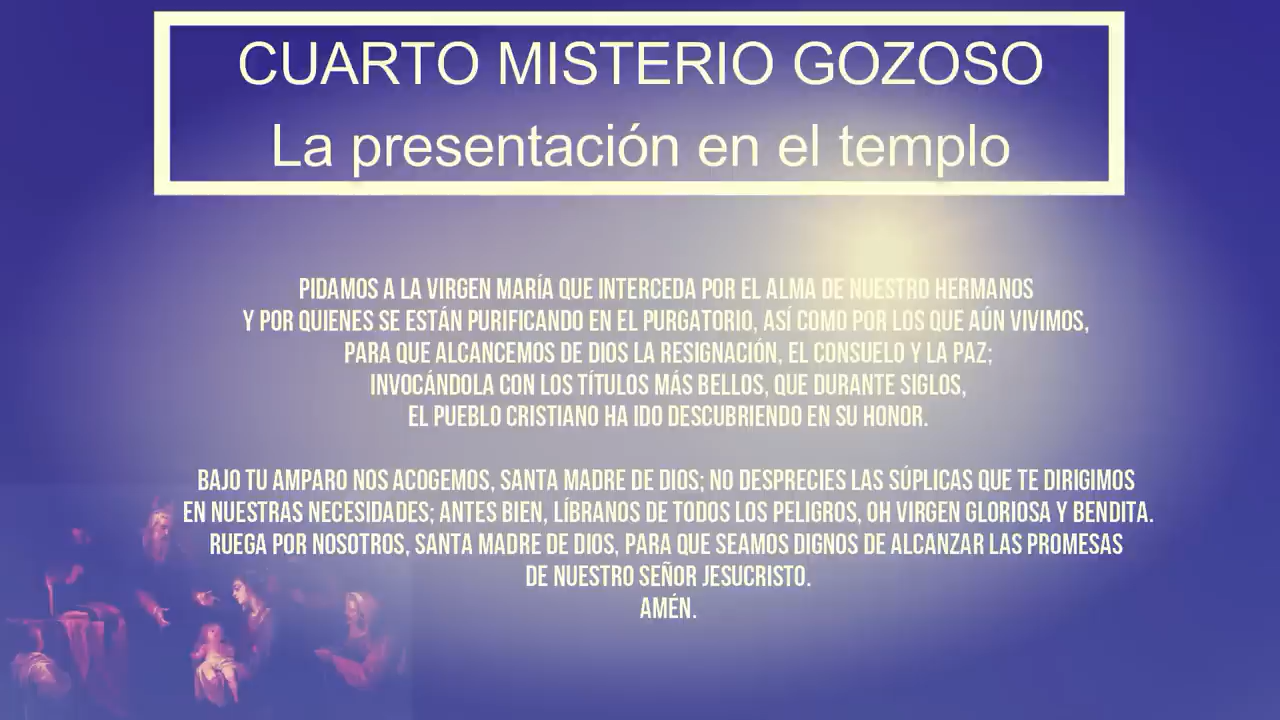 CUARTO MISTERIO GOZOSO
La presentación en el templo
PIDAMOS A LA VIRGEN MARÍA QUE INTERCEDA POR EL ALMA DE NUESTRO HERMANOS
Y POR QUIENES SE ESTÁN PURIFICANDO EN EL PURGATORIO, ASÍ COMO POR LOS QUE AÚN VIVIMOS,
PARA QUE ALCANCEMOS DE DIOS LA RESIGNACIÓN, EL CONSUELO Y LA PAZ;
INVOCÁNDOLA CON LOS TÍTULOS MÁS BELLOS, QUE DURANTE SIGLOS,
EL PUEBLO CRISTIANO HA IDO DESCUBRIENDO EN SU HONOR.
BAJO TU AMPARO NOS ACOGEMOS, SANTA MADRE DE DIOS; NO DESPRECIES LAS SÚPLICAS QUE TE DIRIGIMOS
EN NUESTRAS NECESIDADES; ANTES BIEN, LÍBRANOS DE TODOS LOS PELIGROS, OH VIRGEN GLORIOSA Y BENDITA.
RUEGA POR NOSOTROS, SANTA MADRE DE DIOS, PARA QUE SEAMOS DIGNOS DE ALCANZAR LAS PROMESAS
DE NUESTRO SEÑOR JESUCRISTO.
AMÉN.